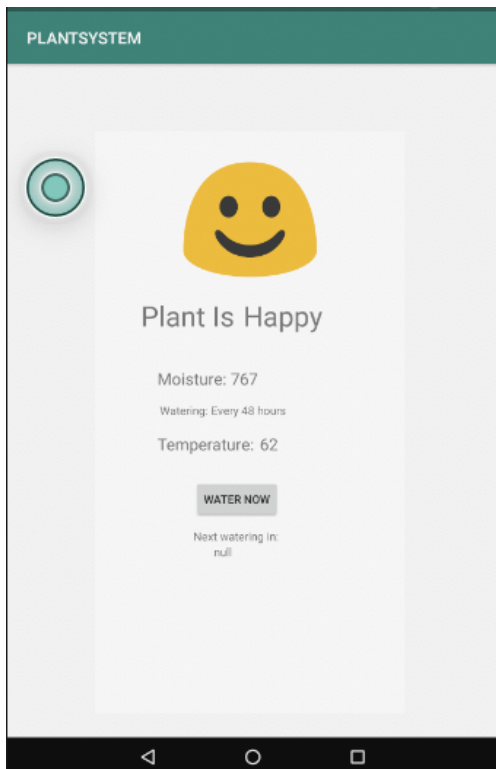 PLANTSYSTEM
Plant Is Happy
Moisture: 767
Watering: Every 48 hours
Temperature: 62
WATER NOW
Next watering in:
null